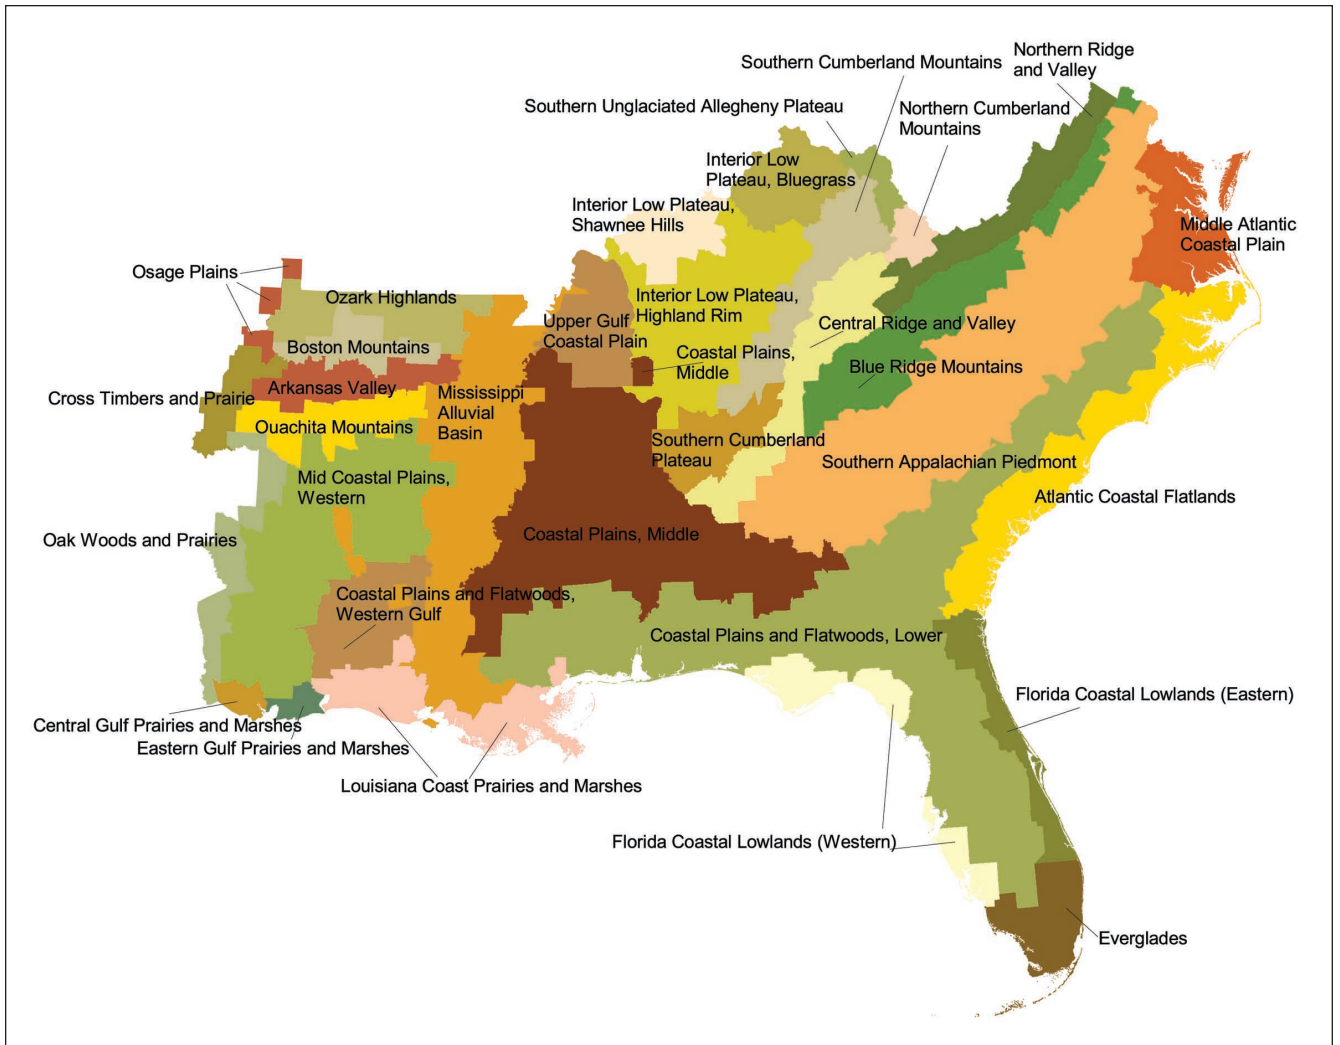 Northern Ridge
and Valley
Southern Cumberland Mountains
Southern Unglaciated Allegheny Plateau
Northern Cumberland
Mountains
Interior Low
Plateau, Bluegrass
Interior Low Plateau,
Shawnee Hills
Middle Atlantic
Coastal Plain
Osage Plains
Ozark Highlands
Interior Low Plateau,
Highland Rim
Upper Gulf
Coastal Plain
Central Ridge and Valley
Boston Mountains
Coastal Plains,
Middle
Blue Ridge Mountains
Arkansas Valley
Cross Timbers and Prairie
Mississippi
Alluvial
Basin
Ouachita Mountains
Southern Cumberland
Plateau
Southern Appalachian Piedmont
Mid Coastal Plains,
Western
Atlantic Coastal Flatlands
Coastal Plains, Middle
Oak Woods and Prairies
Coastal Plains and Flatwoods,
Western Gulf
Coastal Plains and Flatwoods, Lower
Florida Coastal Lowlands (Eastern)
Central Gulf Prairies and Marshes
Eastern Gulf Prairies and Marshes
Louisiana Coast Prairies and Marshes
Florida Coastal Lowlands (Western)
Everglades